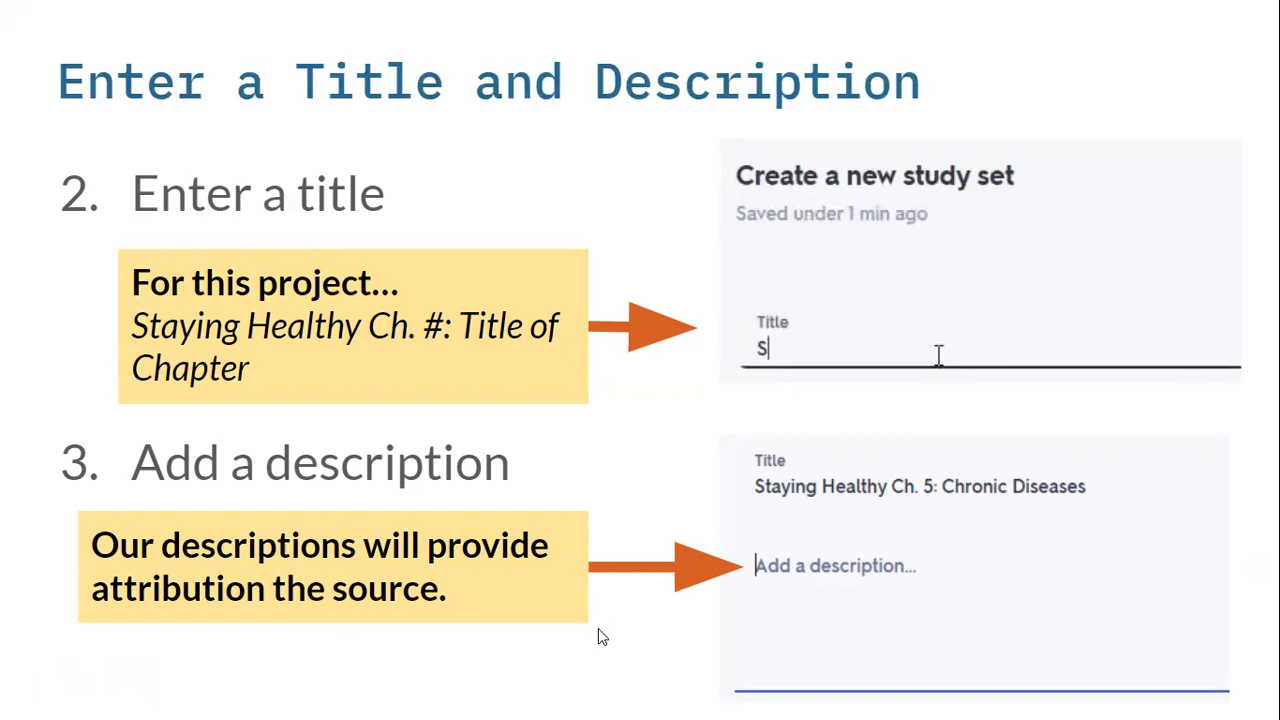 Enter a Title and Description
2. Enter a title
For this project...
Staying Healthy Ch. #: Title of
Chapter
Create a new study set
Saved under 1 min ago
Title
S
3. Add a description
Our descriptions will provide
attribution the source.
Title
Staying Healthy Ch. 5: Chronic Diseases
Add a description...